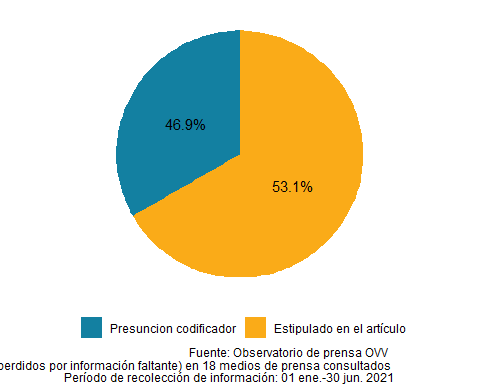 46.9%
53.1%
Presuncion codificador
Estipulado en el artículo
Fuente: Observatorio de prensa OVV
perdidos por información faltante) en 18 medios de prensa consultados
Período de recolección de información: 01 ene.-30 jun. 2021